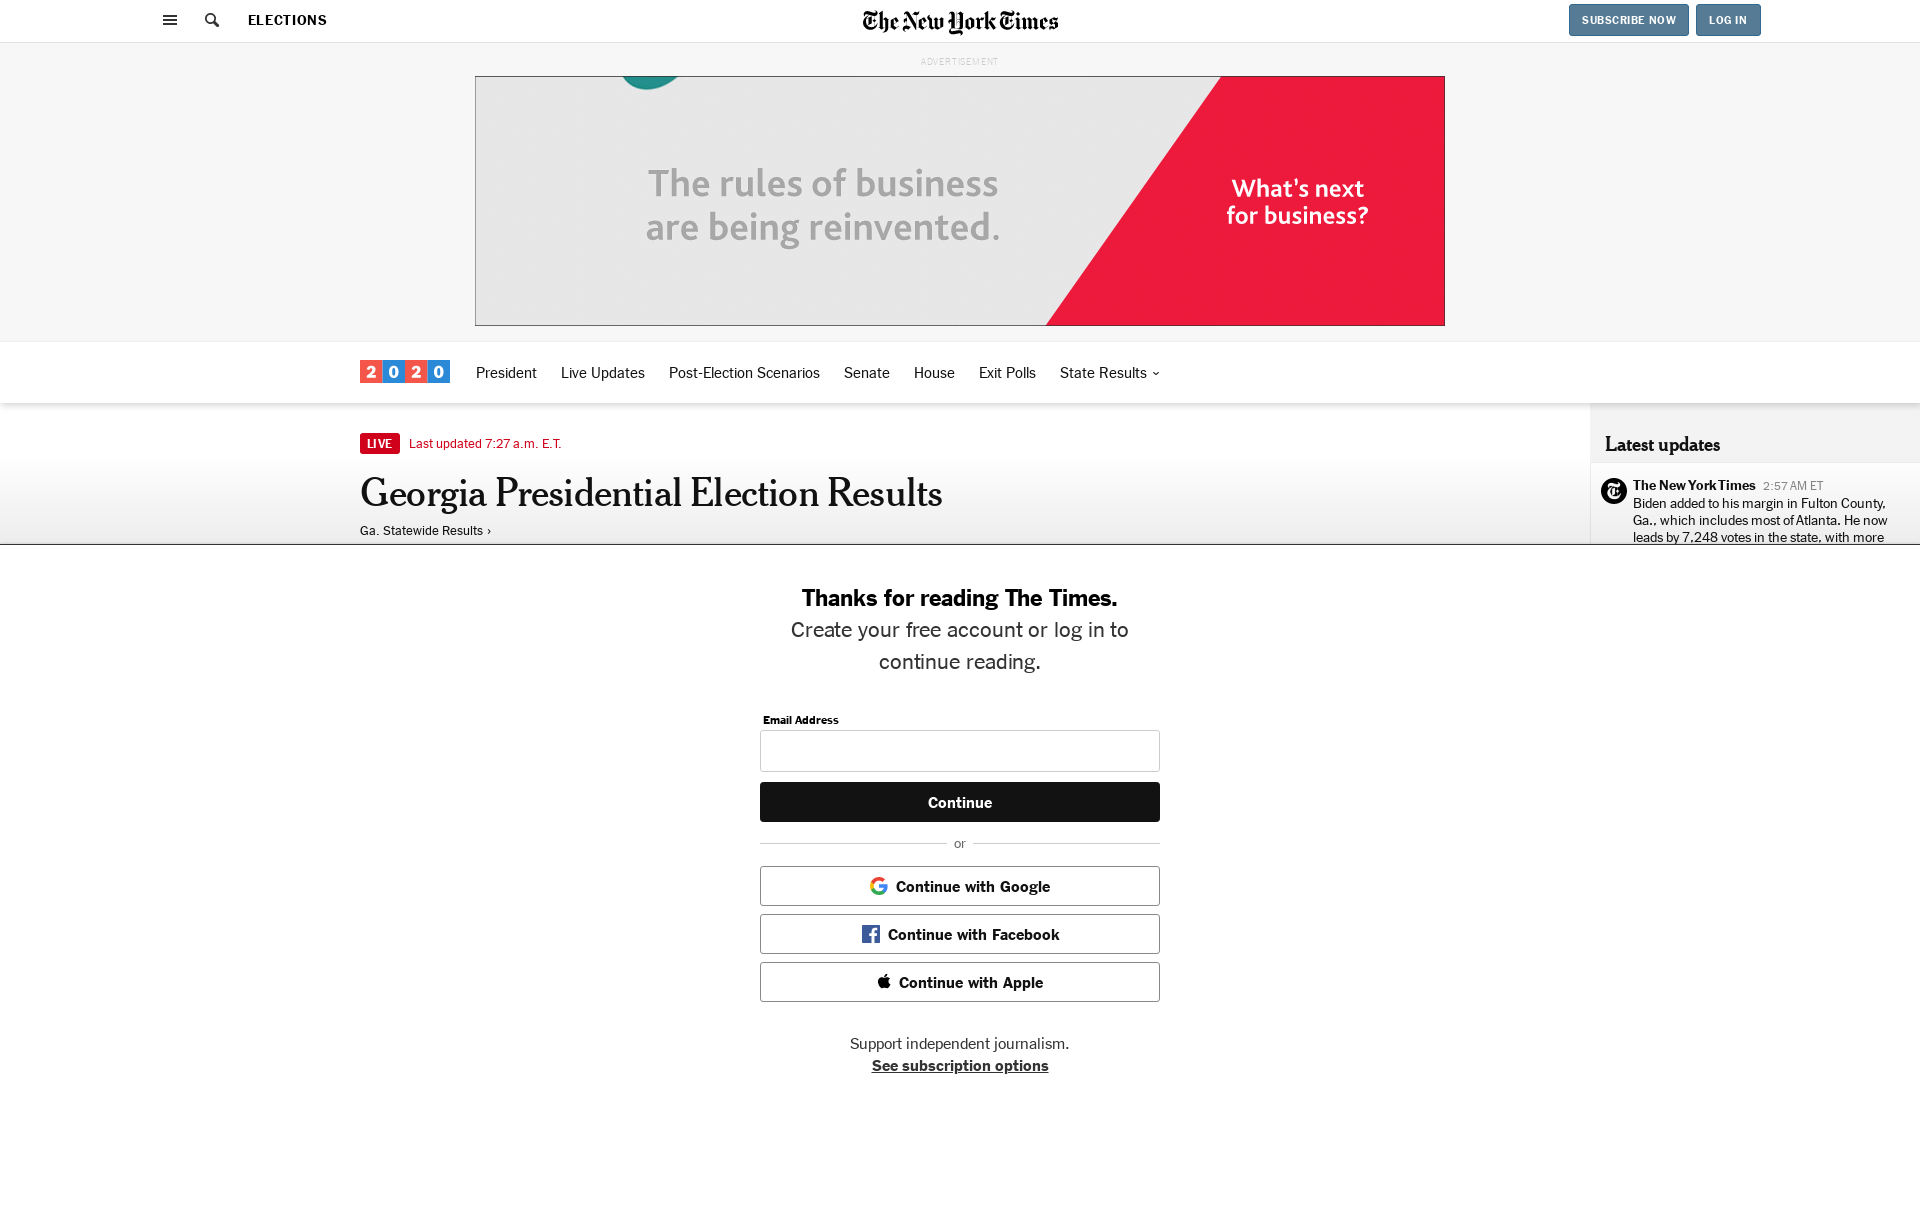 ELECTIONS
The New York Times
SUBSCRIBE NOW
LOG IN
ADVERTISEMENT
The rules of business
are being reinvented.
What's next
for business?
2020
President
Live Updates
Post-Election Scenarios
Senate
House
Exit Polls
State Results
LIVE
Last updated 7:27 a.m. E.T.
Georgia Presidential Election Results
Ga. Statewide Results ›
Latest updates
The New York Times 2:57 AM ET
Biden added to his margin in Fulton County,
Ga., which includes most of Atlanta. He now
leads by 7,248 votes in the state, with more
Thanks for reading The Times.
Create your free account or log in to
continue reading.
Email Address
Continue
or
Continue with Google
Continue with Facebook
Continue with Apple
Support independent journalism.
See subscription options